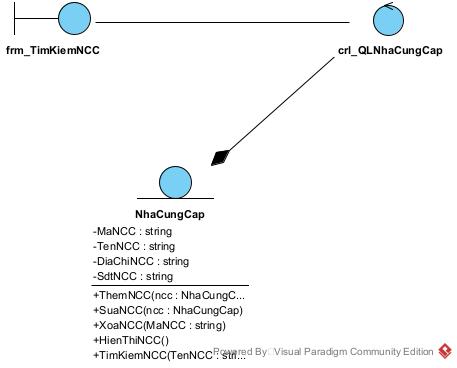 frm_TimKiemNCC
crl_QLNhaCungCap
NhaCungCap
-MaNCC : string
-TenNCC : string
-DiaChiNCC : string
-SdtNCC : string
+ThemNCC(ncc : NhaCungC...
+SuaNCC(ncc : NhaCungCap)
+XoaNCC(MaNCC : string)
+HienThiNCC()
+TimKiemNCC(TenNCC : stri...
Powered By: Visual Paradigm Community Edition